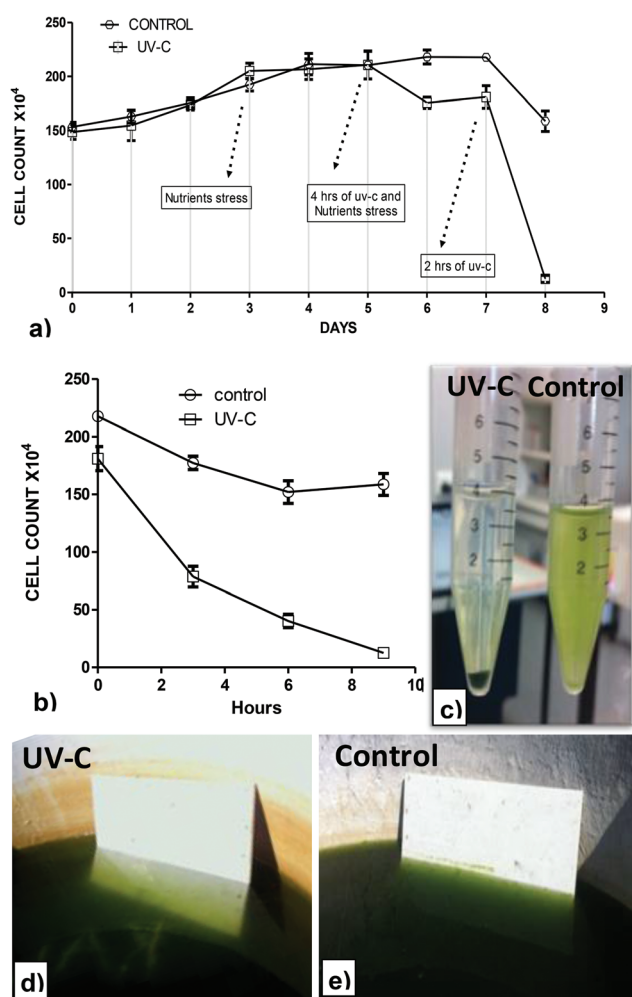 CONTROL
UV-C
250
200
150
100
50
0
CELL COUNT X10⁴
Nutrients stress
4 hrs of uv-c and
Nutrients stress
2 hrs of uv-c
0 1 2 3 4 5 6 7 8 9
DAYS
a)
250
200
150
100
50
0
CELL COUNT X10⁴
control
UV-C
0 2 4 6 8 10
Hours
b)
UV-C Control
6
5
4
3
2
6
5
4
3
2
c)
UV-C
d)
Control
e)